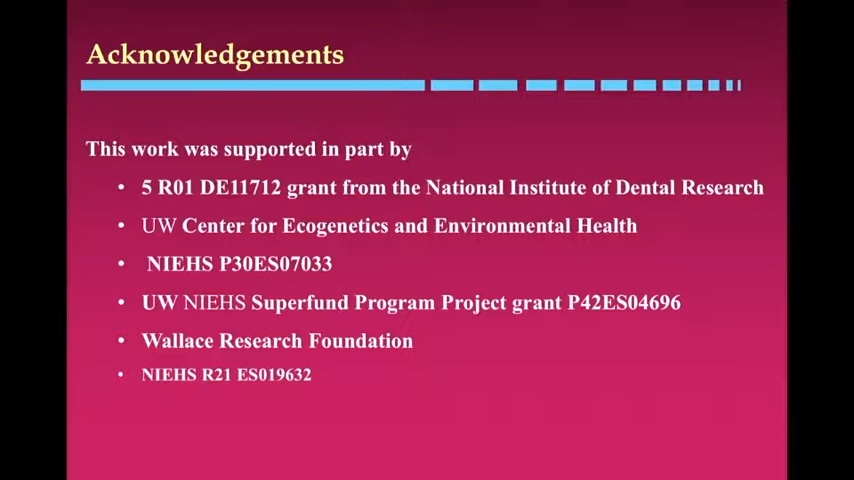 Acknowledgements
This work was supported in part by
• 5 R01 DE11712 grant from the National Institute of Dental Research
• UW Center for Ecogenetics and Environmental Health
• NIEHS P30ES07033
• UW NIEHS Superfund Program Project grant P42ES04696
• Wallace Research Foundation
• NIEHS R21 ES019632